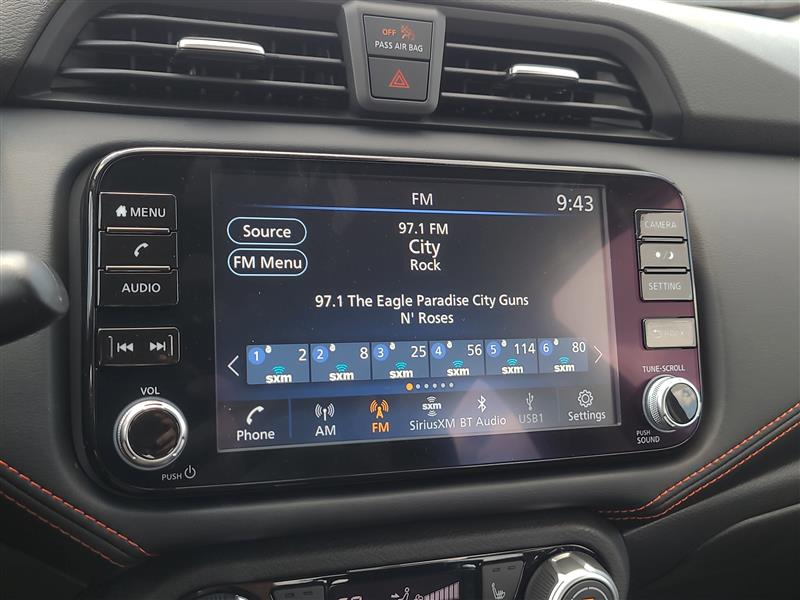 OFF
PASS AIR BAG
MENU
AUDIO
VOL
PUSH
FM
9:43
Source
FM Menu
97.1 FM
City
Rock
97.1 The Eagle Paradise City Guns
N' Roses
1 2 2 8 3 25 4 56 5 114 6 80
sxm sxm sxm sxm sxm sxm
Phone AM FM sxm SiriusXM BT Audio USB1 Settings
CAMERA
SETTING
TUNE·SCROLL
PUSH
SOUND